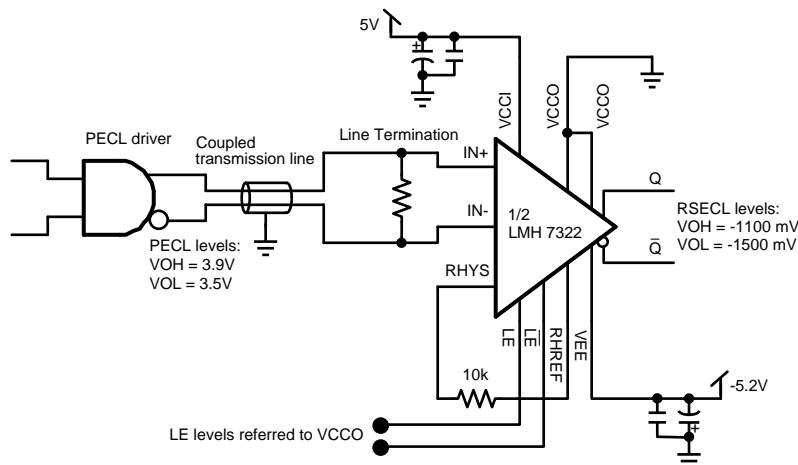 5V
VCCI
VCCO
VCCO
PECL driver
Coupled
transmission line
Line Termination
IN+
IN-
1/2
LMH 7322
RHYS
Q
Q̅
RSECL levels:
VOH = -1100 mV
VOL = -1500 mV
PECL levels:
VOH = 3.9V
VOL = 3.5V
LE
L̅E̅
RHREF
VEE
10k
-5.2V
LE levels referred to VCCO
+
+